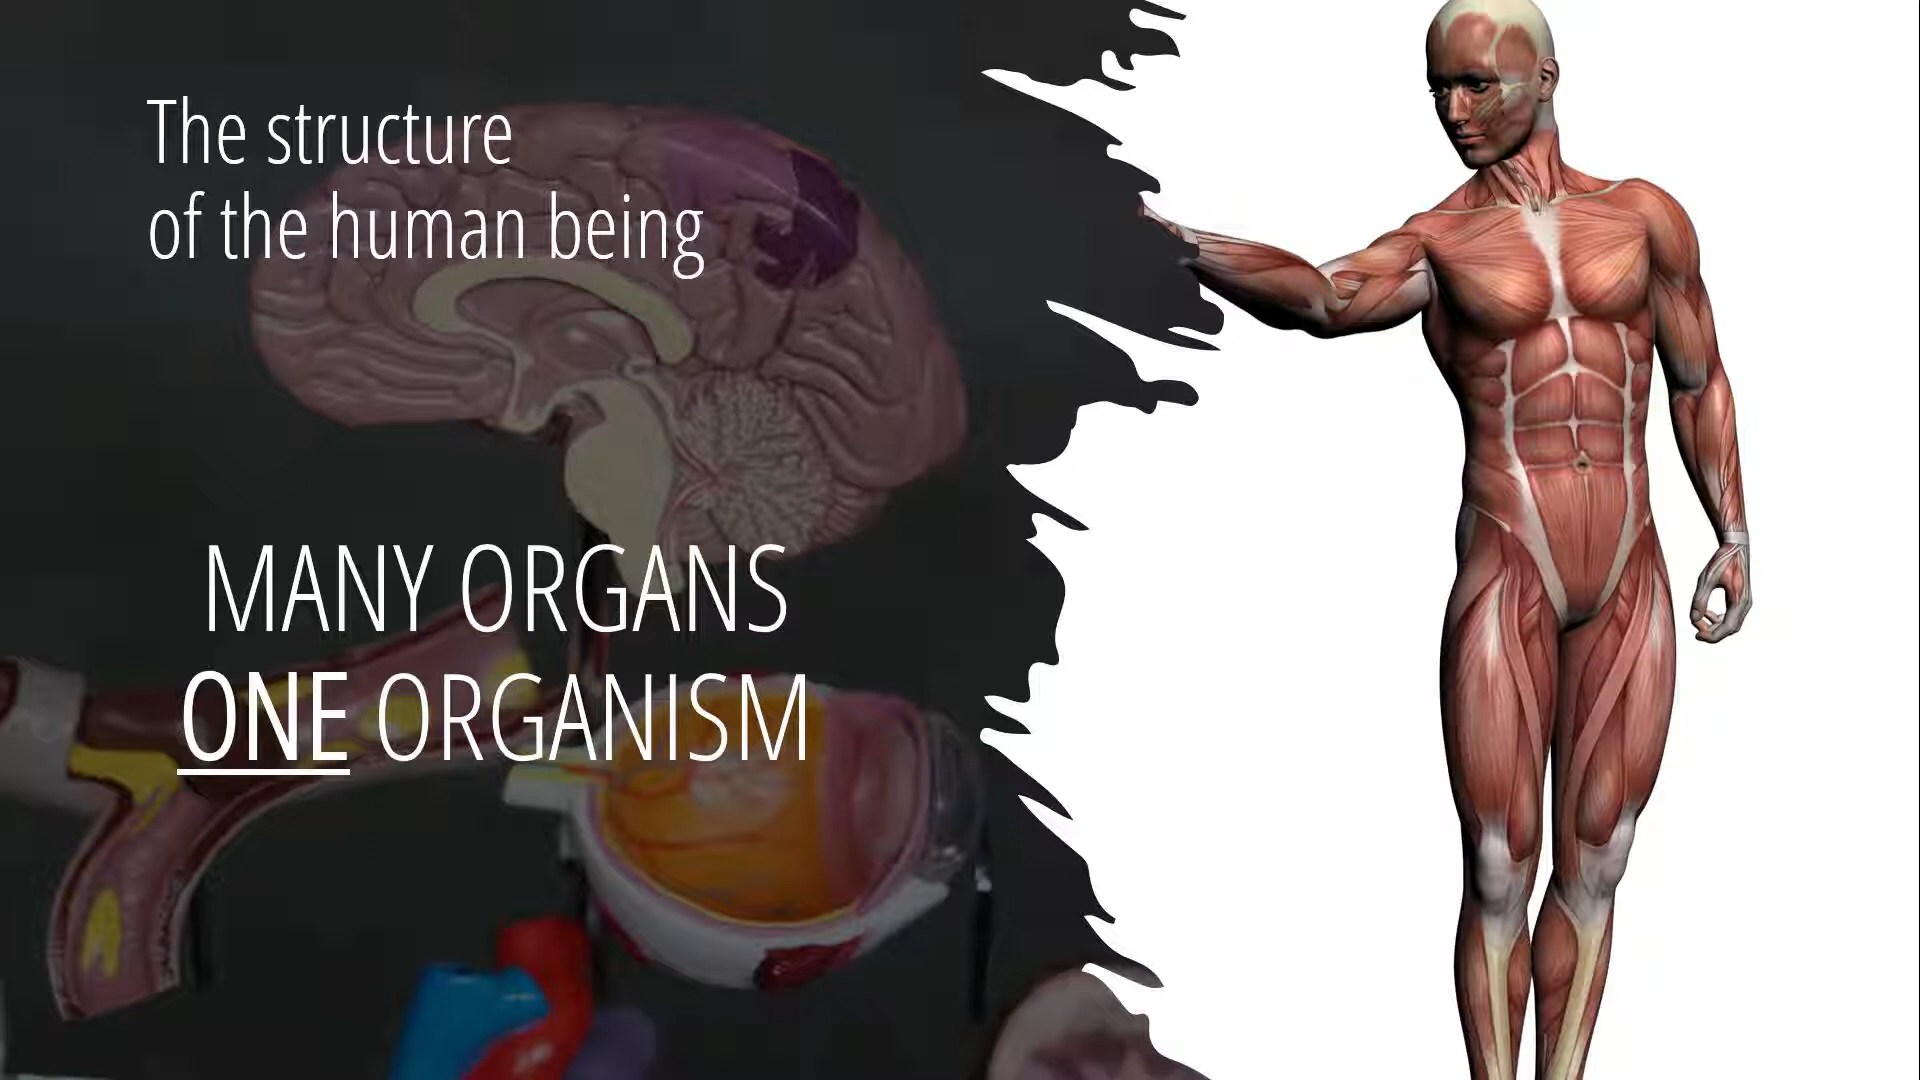 The structure
of the human being
MANY ORGANS
ONE ORGANISM